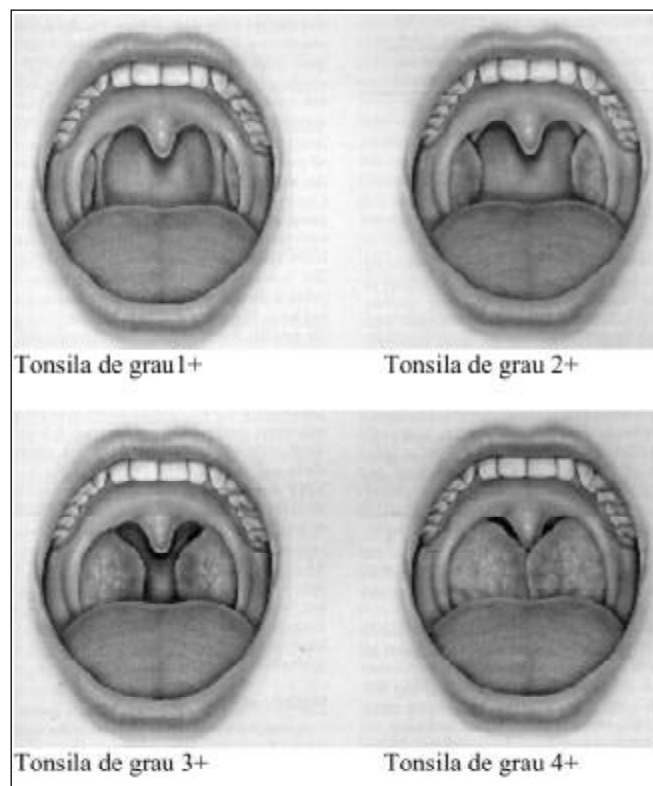 Tonsila de grau1+
Tonsila de grau 2+
Tonsila de grau 3+
Tonsila de grau 4+